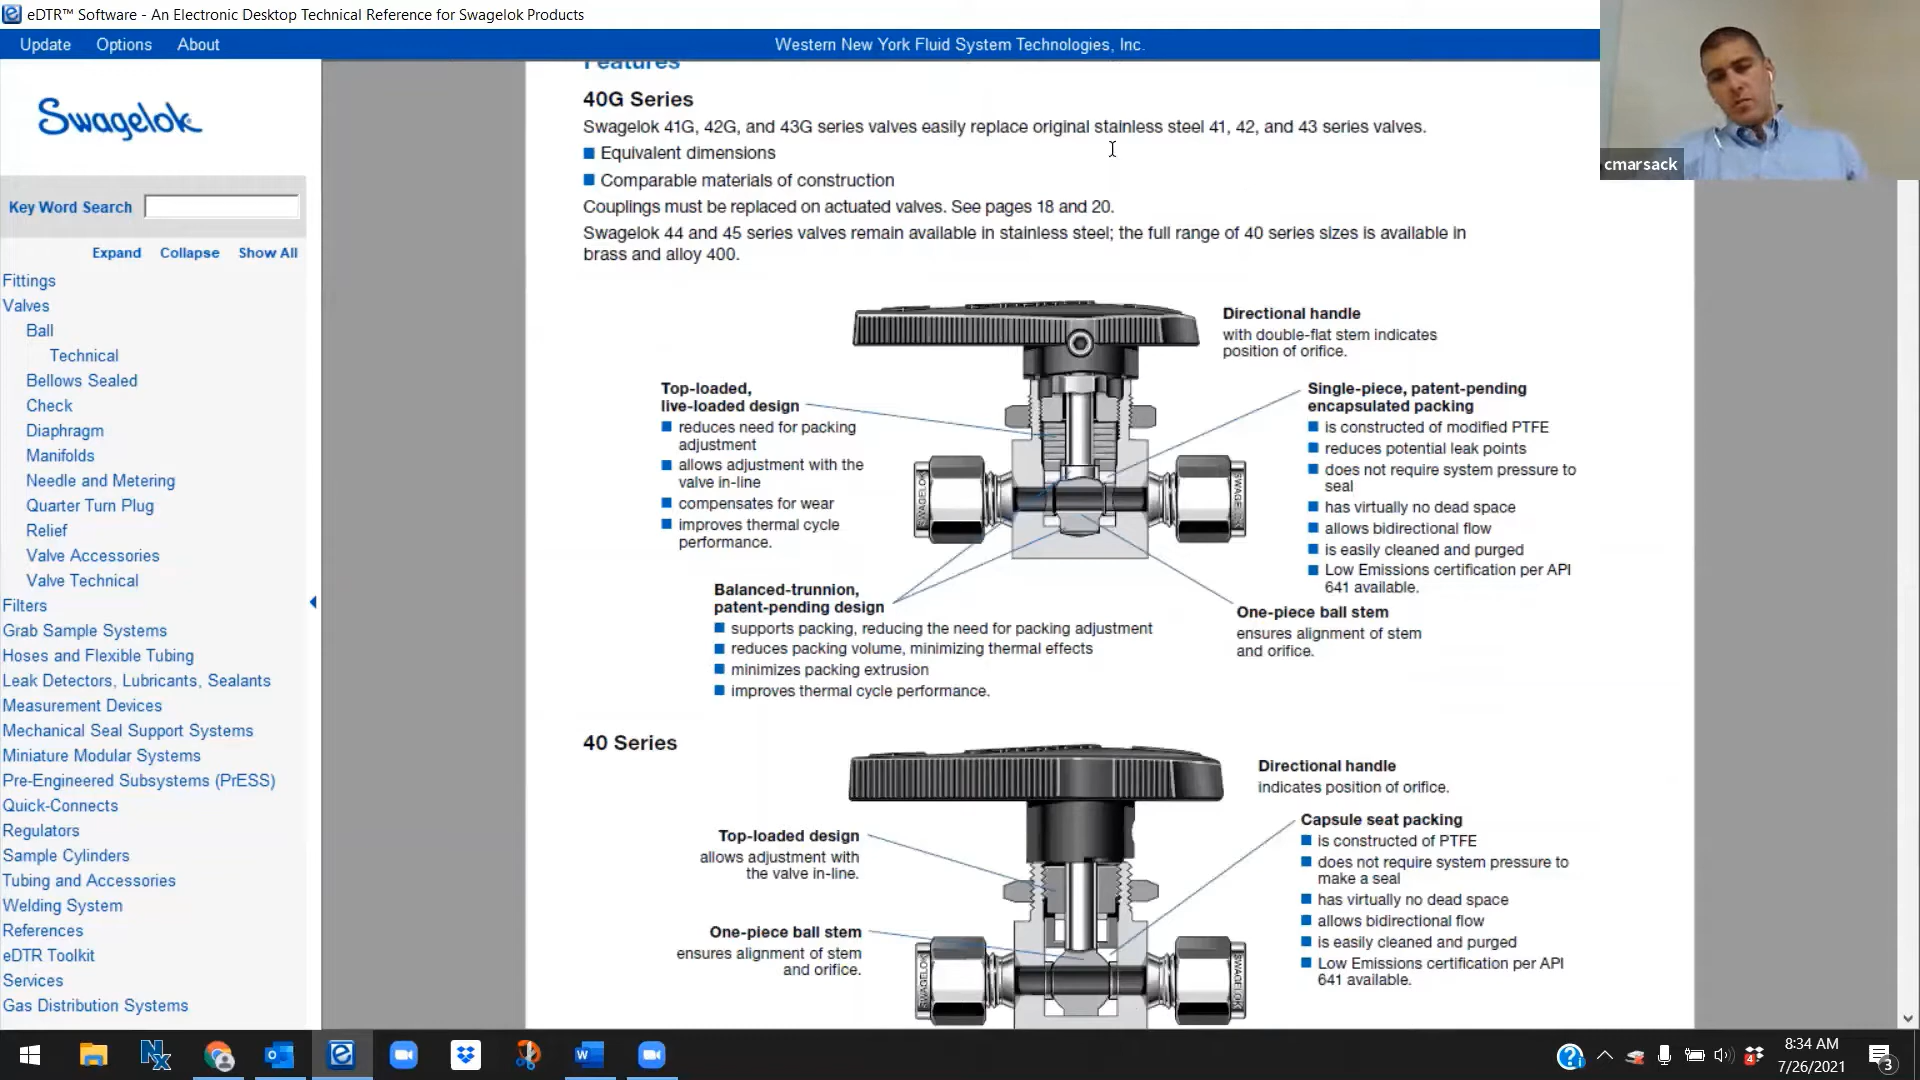 eDTR™ Software - An Electronic Desktop Technical Reference for Swagelok Products
Update Options About
Western New York Fluid System Technologies, Inc.
cmarsack
Swagelok
Key Word Search
Expand Collapse Show All
Fittings
Valves
Ball
Technical
Bellows Sealed
Check
Diaphragm
Manifolds
Needle and Metering
Quarter Turn Plug
Relief
Valve Accessories
Valve Technical
Filters
Grab Sample Systems
Hoses and Flexible Tubing
Leak Detectors, Lubricants, Sealants
Measurement Devices
Mechanical Seal Support Systems
Miniature Modular Systems
Pre-Engineered Subsystems (PrESS)
Quick-Connects
Regulators
Sample Cylinders
Tubing and Accessories
Welding System
References
eDTR Toolkit
Services
Gas Distribution Systems
Features
40G Series
Swagelok 41G, 42G, and 43G series valves easily replace original stainless steel 41, 42, and 43 series valves.
Equivalent dimensions
Comparable materials of construction
Couplings must be replaced on actuated valves. See pages 18 and 20.
Swagelok 44 and 45 series valves remain available in stainless steel; the full range of 40 series sizes is available in
brass and alloy 400.
Directional handle
with double-flat stem indicates
position of orifice.
Top-loaded,
live-loaded design
reduces need for packing
adjustment
allows adjustment with the
valve in-line
compensates for wear
improves thermal cycle
performance.
Single-piece, patent-pending
encapsulated packing
is constructed of modified PTFE
reduces potential leak points
does not require system pressure to
seal
has virtually no dead space
allows bidirectional flow
is easily cleaned and purged
Low Emissions certification per API
641 available.
SWAGELOK
SWAGELOK
Balanced-trunnion,
patent-pending design
supports packing, reducing the need for packing adjustment
reduces packing volume, minimizing thermal effects
minimizes packing extrusion
improves thermal cycle performance.
One-piece ball stem
ensures alignment of stem
and orifice.
40 Series
Directional handle
indicates position of orifice.
Top-loaded design
allows adjustment with
the valve in-line.
One-piece ball stem
ensures alignment of stem
and orifice.
Capsule seat packing
is constructed of PTFE
does not require system pressure to
make a seal
has virtually no dead space
allows bidirectional flow
is easily cleaned and purged
Low Emissions certification per API
641 available.
SWAGELOK
SWAGELOK
8:34 AM
7/26/2021
3